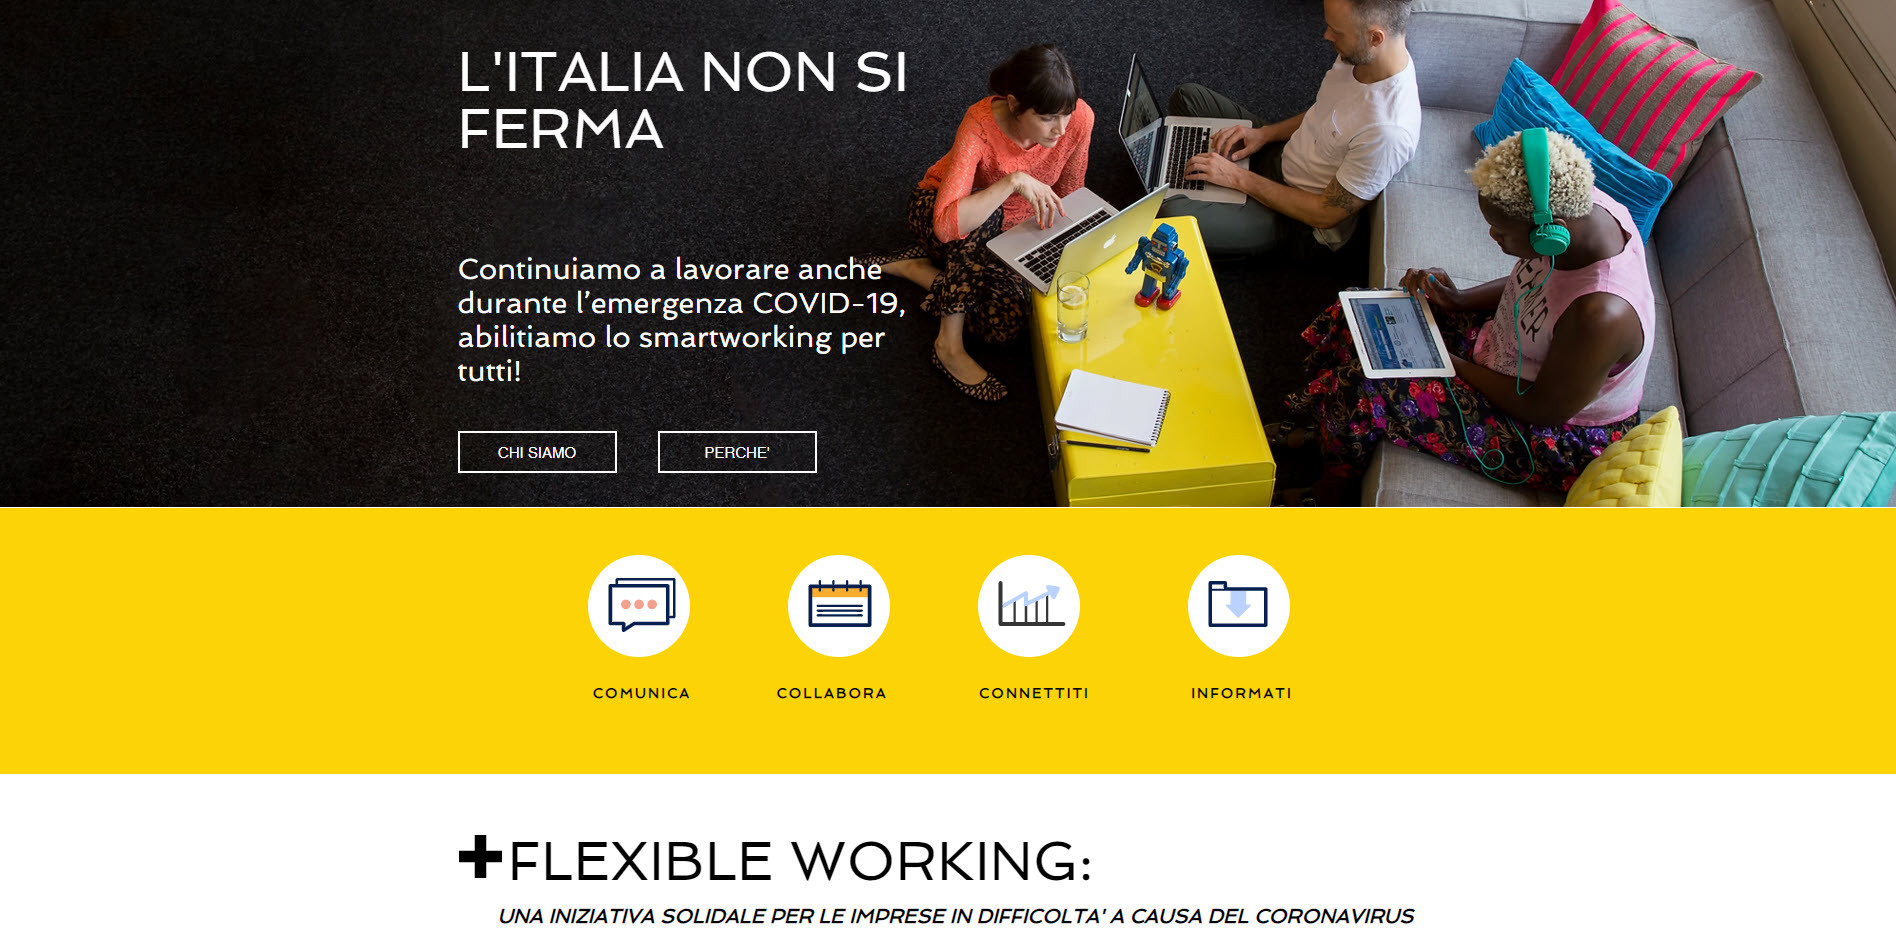 L'ITALIA NON SI
FERMA
Continuiamo a lavorare anche
durante l’emergenza COVID-19,
abilitiamo lo smartworking per
tutti!
CHI SIAMO
PERCHE'
COMUNICA
COLLABORA
CONNETTITI
INFORMATI
+FLEXIBLE WORKING:
UNA INIZIATIVA SOLIDALE PER LE IMPRESE IN DIFFICOLTA' A CAUSA DEL CORONAVIRUS